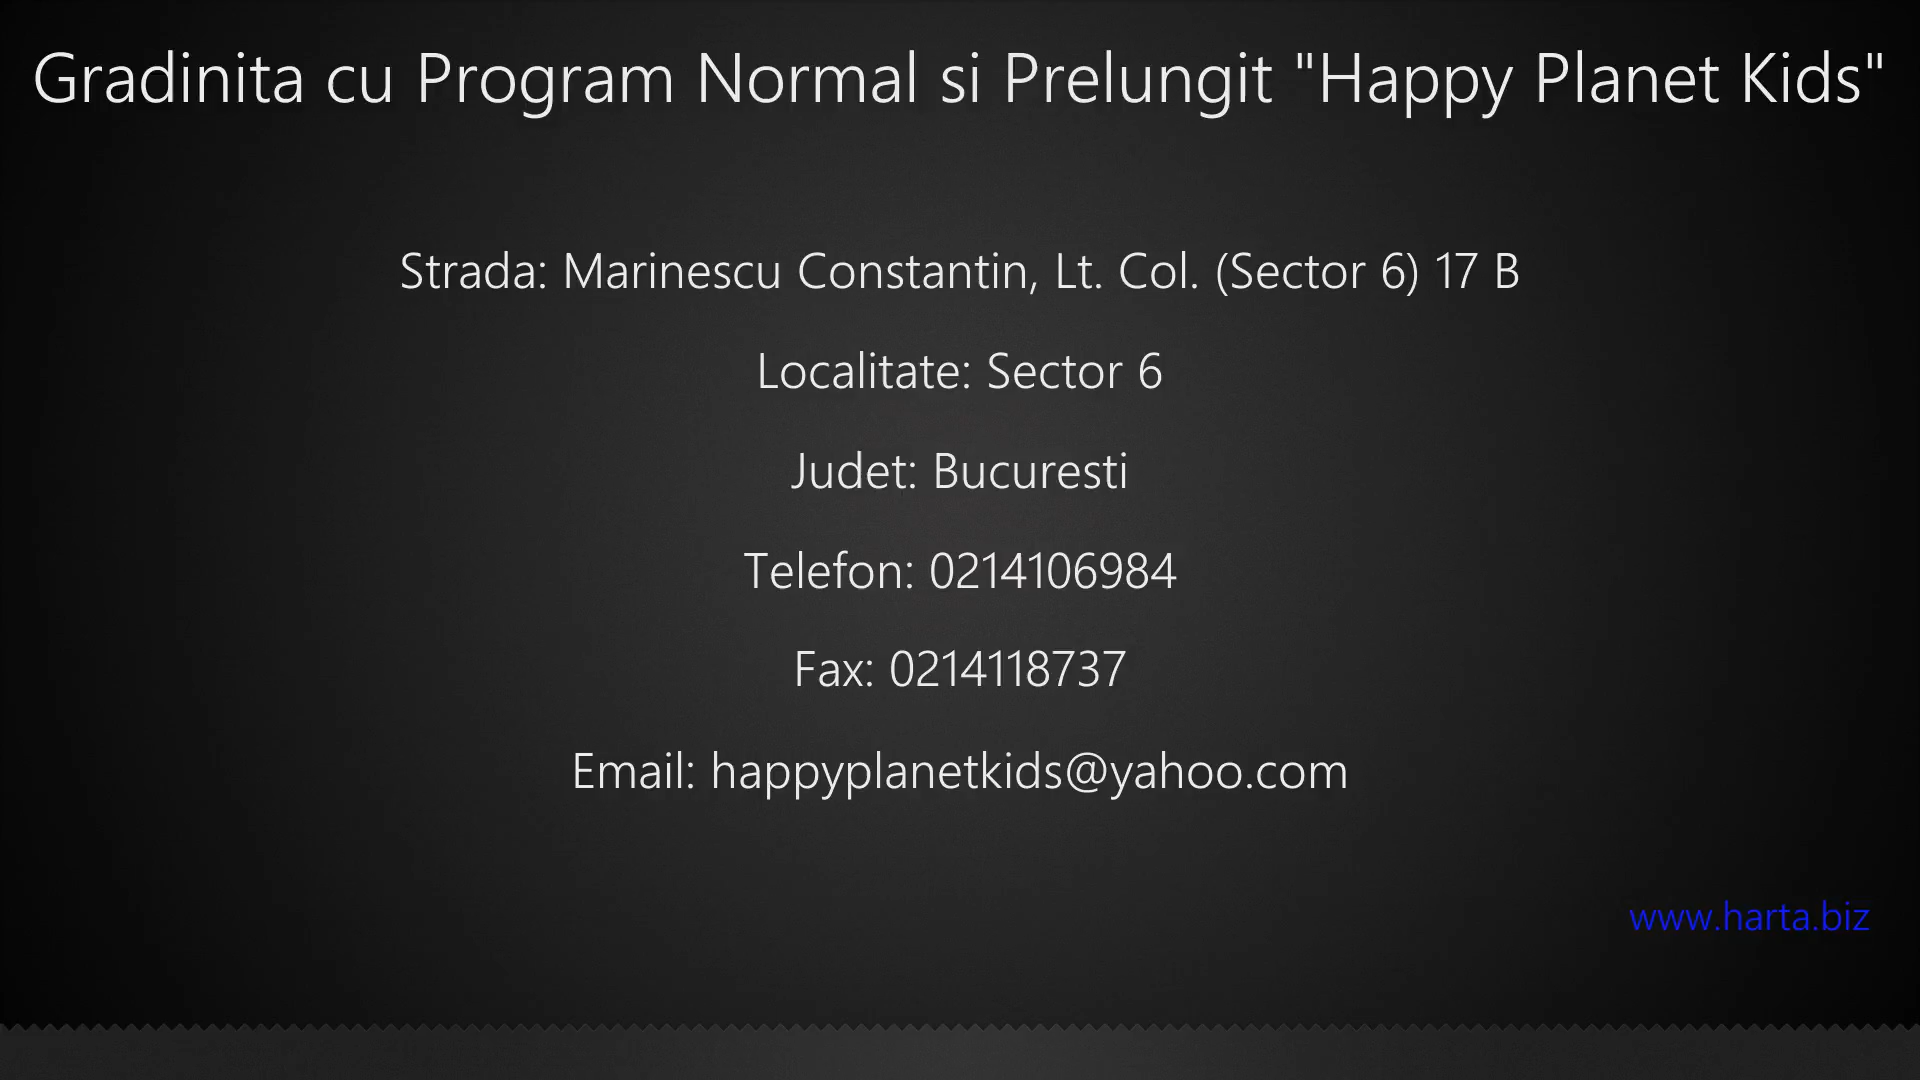 Gradinita cu Program Normal si Prelungit "Happy Planet Kids"
Strada: Marinescu Constantin, Lt. Col. (Sector 6) 17 B
Localitate: Sector 6
Judet: Bucuresti
Telefon: 0214106984
Fax: 0214118737
Email: happyplanetkids@yahoo.com
www.harta.biz